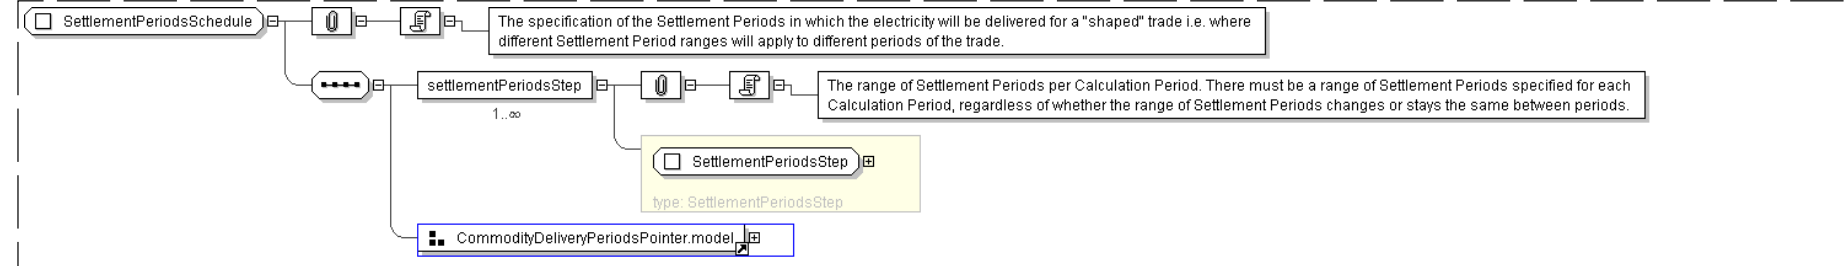 SettlementPeriodsSchedule
The specification of the Settlement Periods in which the electricity will be delivered for a "shaped" trade i.e. where
different Settlement Period ranges will apply to different periods of the trade.
settlementPeriodsStep
1..∞
The range of Settlement Periods per Calculation Period. There must be a range of Settlement Periods specified for each
Calculation Period, regardless of whether the range of Settlement Periods changes or stays the same between periods.
SettlementPeriodsStep
type: SettlementPeriodsStep
CommodityDeliveryPeriodsPointer.model